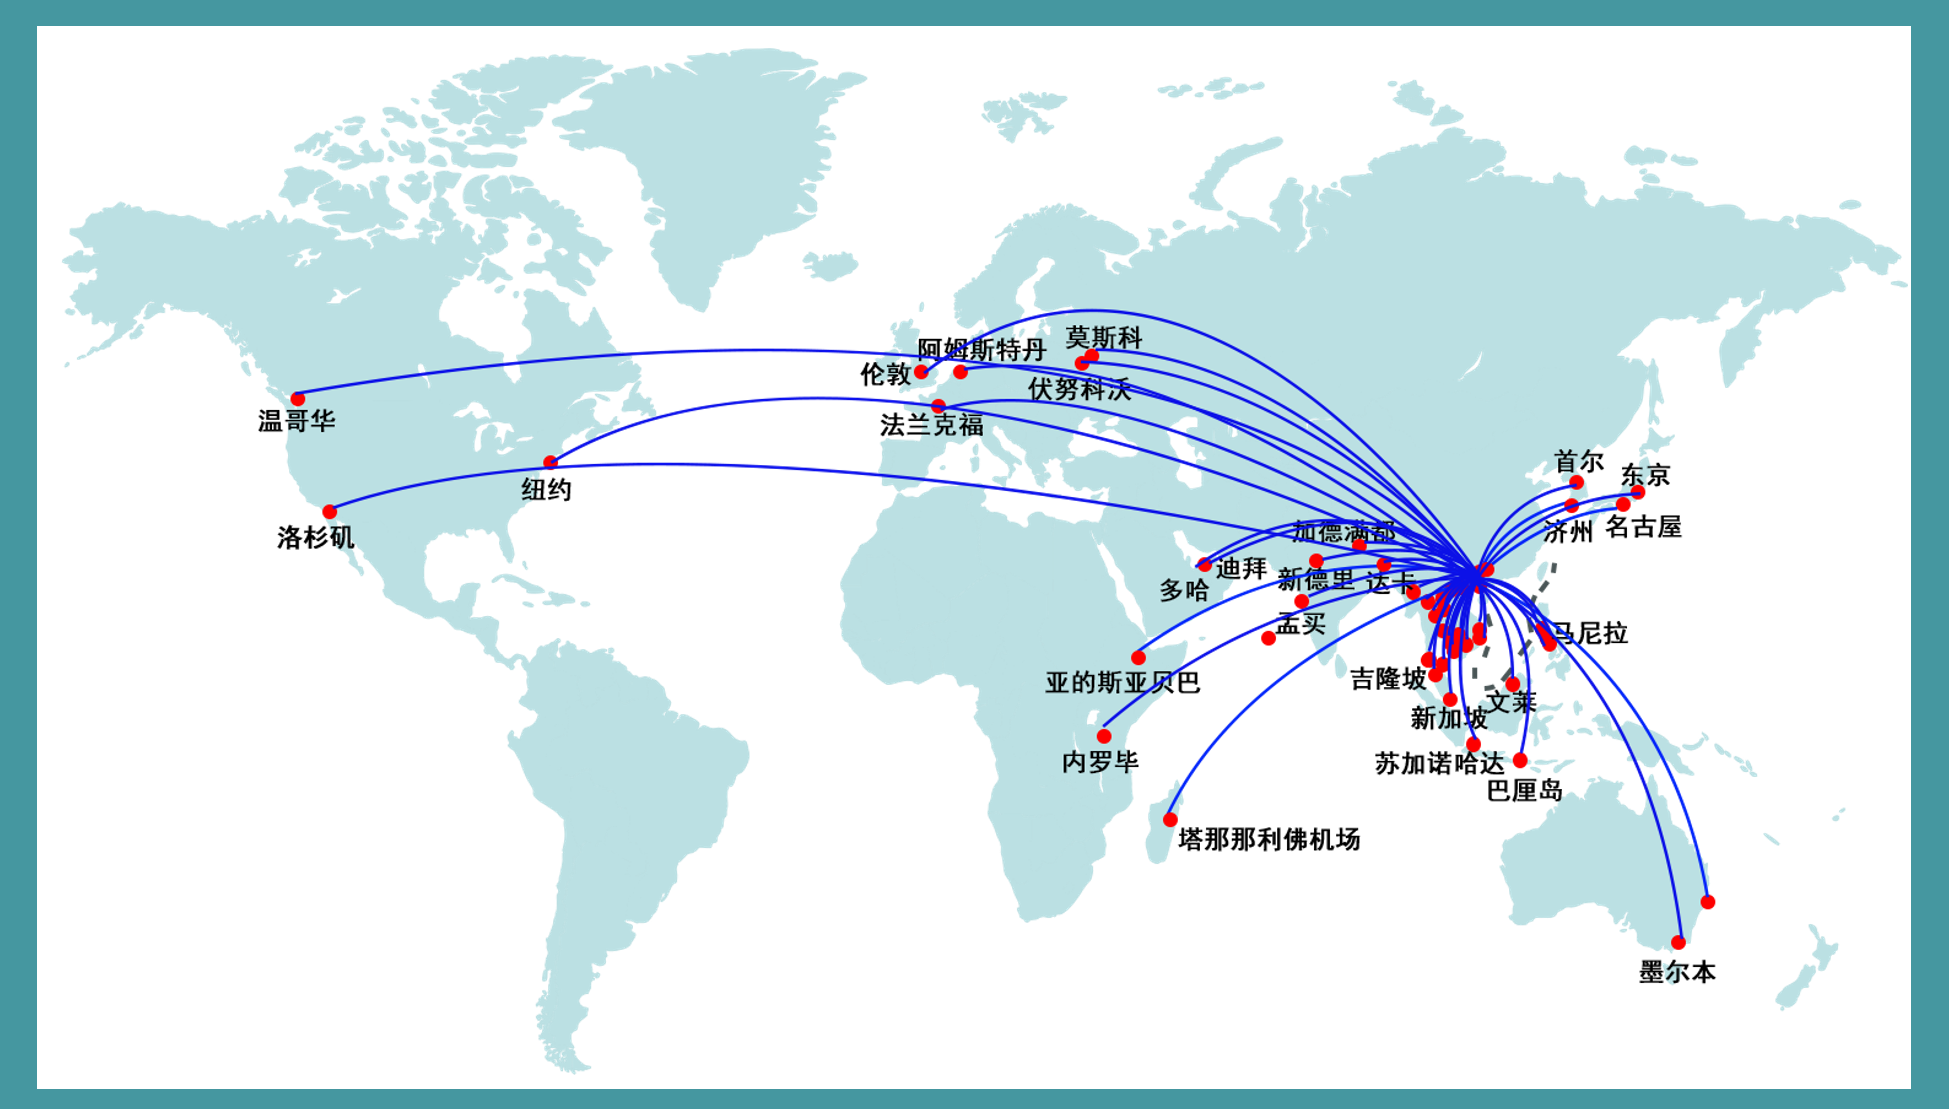 莫斯科
阿姆斯特丹
伦敦
伏努科沃
温哥华
法兰克福
首尔
东京
纽约
名古屋
济州
加德满都
洛杉矶
迪拜
新德里
达卡
多哈
孟买
马尼拉
吉隆坡
亚的斯亚贝巴
文莱
新加坡
内罗毕
苏加诺哈达
巴厘岛
塔那那利佛机场
墨尔本